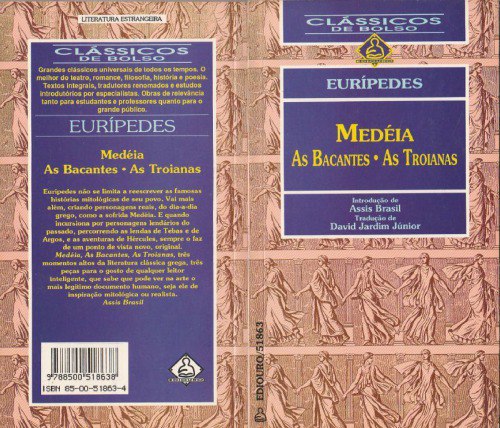 LITERATURA ESTRANGEIRA
CLÁSSICOS
DE BOLSO
Grandes clássicos universais de todos os tempos. O
melhor do teatro, romance, filosofia, história e poesia.
Textos integrais, tradutores renomados e estudos
introdutórios por especialistas. Obras de relevância
tanto para estudantes e professores quanto para o
grande público.
EURÍPEDES
Medéia
As Bacantes • As Troianas
Eurípedes não se limita a reescrever as famosas
histórias mitológicas de seu povo. Vai mais
além, criando personagens reais, do dia-a-dia
grego, como a sofrida Medéia. E quando
incursiona por personagens lendários do
passado, percorrendo as lendas de Tebas e de
Argos, e as aventuras de Hércules, sempre o faz
de um ponto de vista novo, original.
Medéia, As Bacantes, As Troianas, três
momentos altos da literatura clássica grega, três
peças para o gosto de qualquer leitor
inteligente, que sabe que pode ver na arte o
mais legítimo documento humano, seja ele de
inspiração mitológica ou realista.
Assis Brasil
9 788500 518638
ISBN 85-00-51863-4
EDIOURO
EDIOURO/51863
CLÁSSICOS
DE BOLSO
EDIOURO
EURÍPEDES
MEDÉIA
AS BACANTES • AS TROIANAS
Introdução de
Assis Brasil
Tradução de
David Jardim Júnior